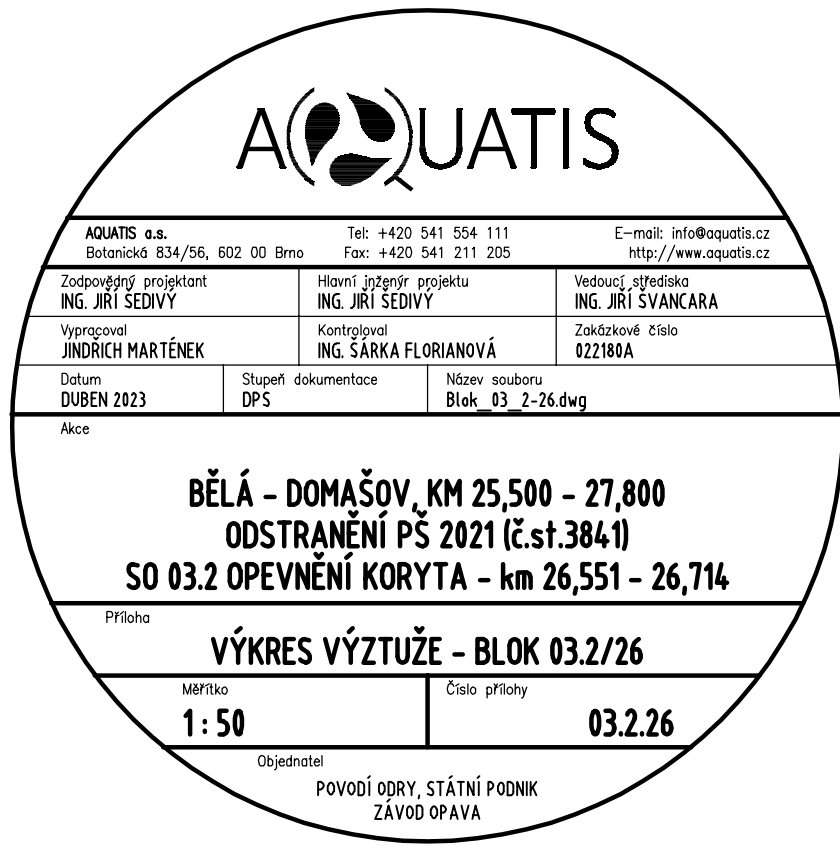 AQUATIS
AQUATIS a.s.
Botanická 834/56, 602 00 Brno
Tel: +420 541 554 111
Fax: +420 541 211 205
E-mail: info@aquatis.cz
http://www.aquatis.cz
Zodpovědný projektant
ING. JIŘÍ ŠEDIVÝ
Hlavní inženýr projektu
ING. JIŘÍ ŠEDIVÝ
Vedoucí střediska
ING. JIŘÍ ŠVANCARA
Vypracoval
JINDŘICH MARTÉNEK
Kontroloval
ING. ŠÁRKA FLORIANOVÁ
Zakázkové číslo
022180A
Datum
DUBEN 2023
Stupeň dokumentace
DPS
Název souboru
Blok_03_2-26.dwg
Akce
BĚLÁ - DOMAŠOV, KM 25,500 - 27,800
ODSTRANĚNÍ PŠ 2021 (č.st.3841)
SO 03.2 OPEVNĚNÍ KORYTA - km 26,551 - 26,714
Příloha
VÝKRES VÝZTUŽE - BLOK 03.2/26
Měřítko
1 : 50
Číslo přílohy
03.2.26
Objednatel
POVODÍ ODRY, STÁTNÍ PODNIK
ZÁVOD OPAVA